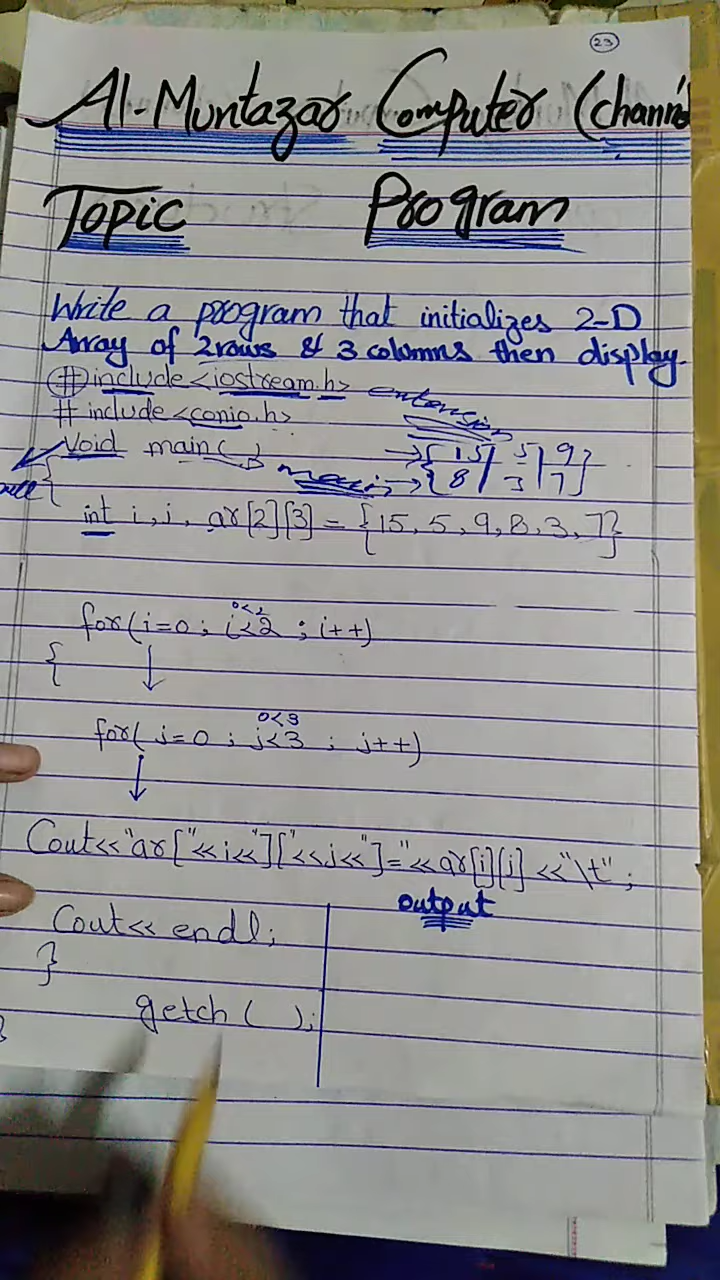 23
Al-Muntazar Computer (Channel
Topic Program
Write a program that initializes 2-D
Array of 2 rows & 3 columns then display.
# include <iostream.h> extension
# include <conio.h>
void main( )
{15 | 5 | 9}
{8 | 3 | 7}
{
int i, j, ar[2][3] = {15, 5, 9, 8, 3, 7}
0<2
for(i=0 ; i<2 ; i++)
{
0<3
for( j=0 ; j<3 ; j++)
Cout<<"ar["<<i<<"]["<<j<<"]="<<ar[i][j] <<"\t" ;
output
Cout<< endl;
}
getch ( );
}